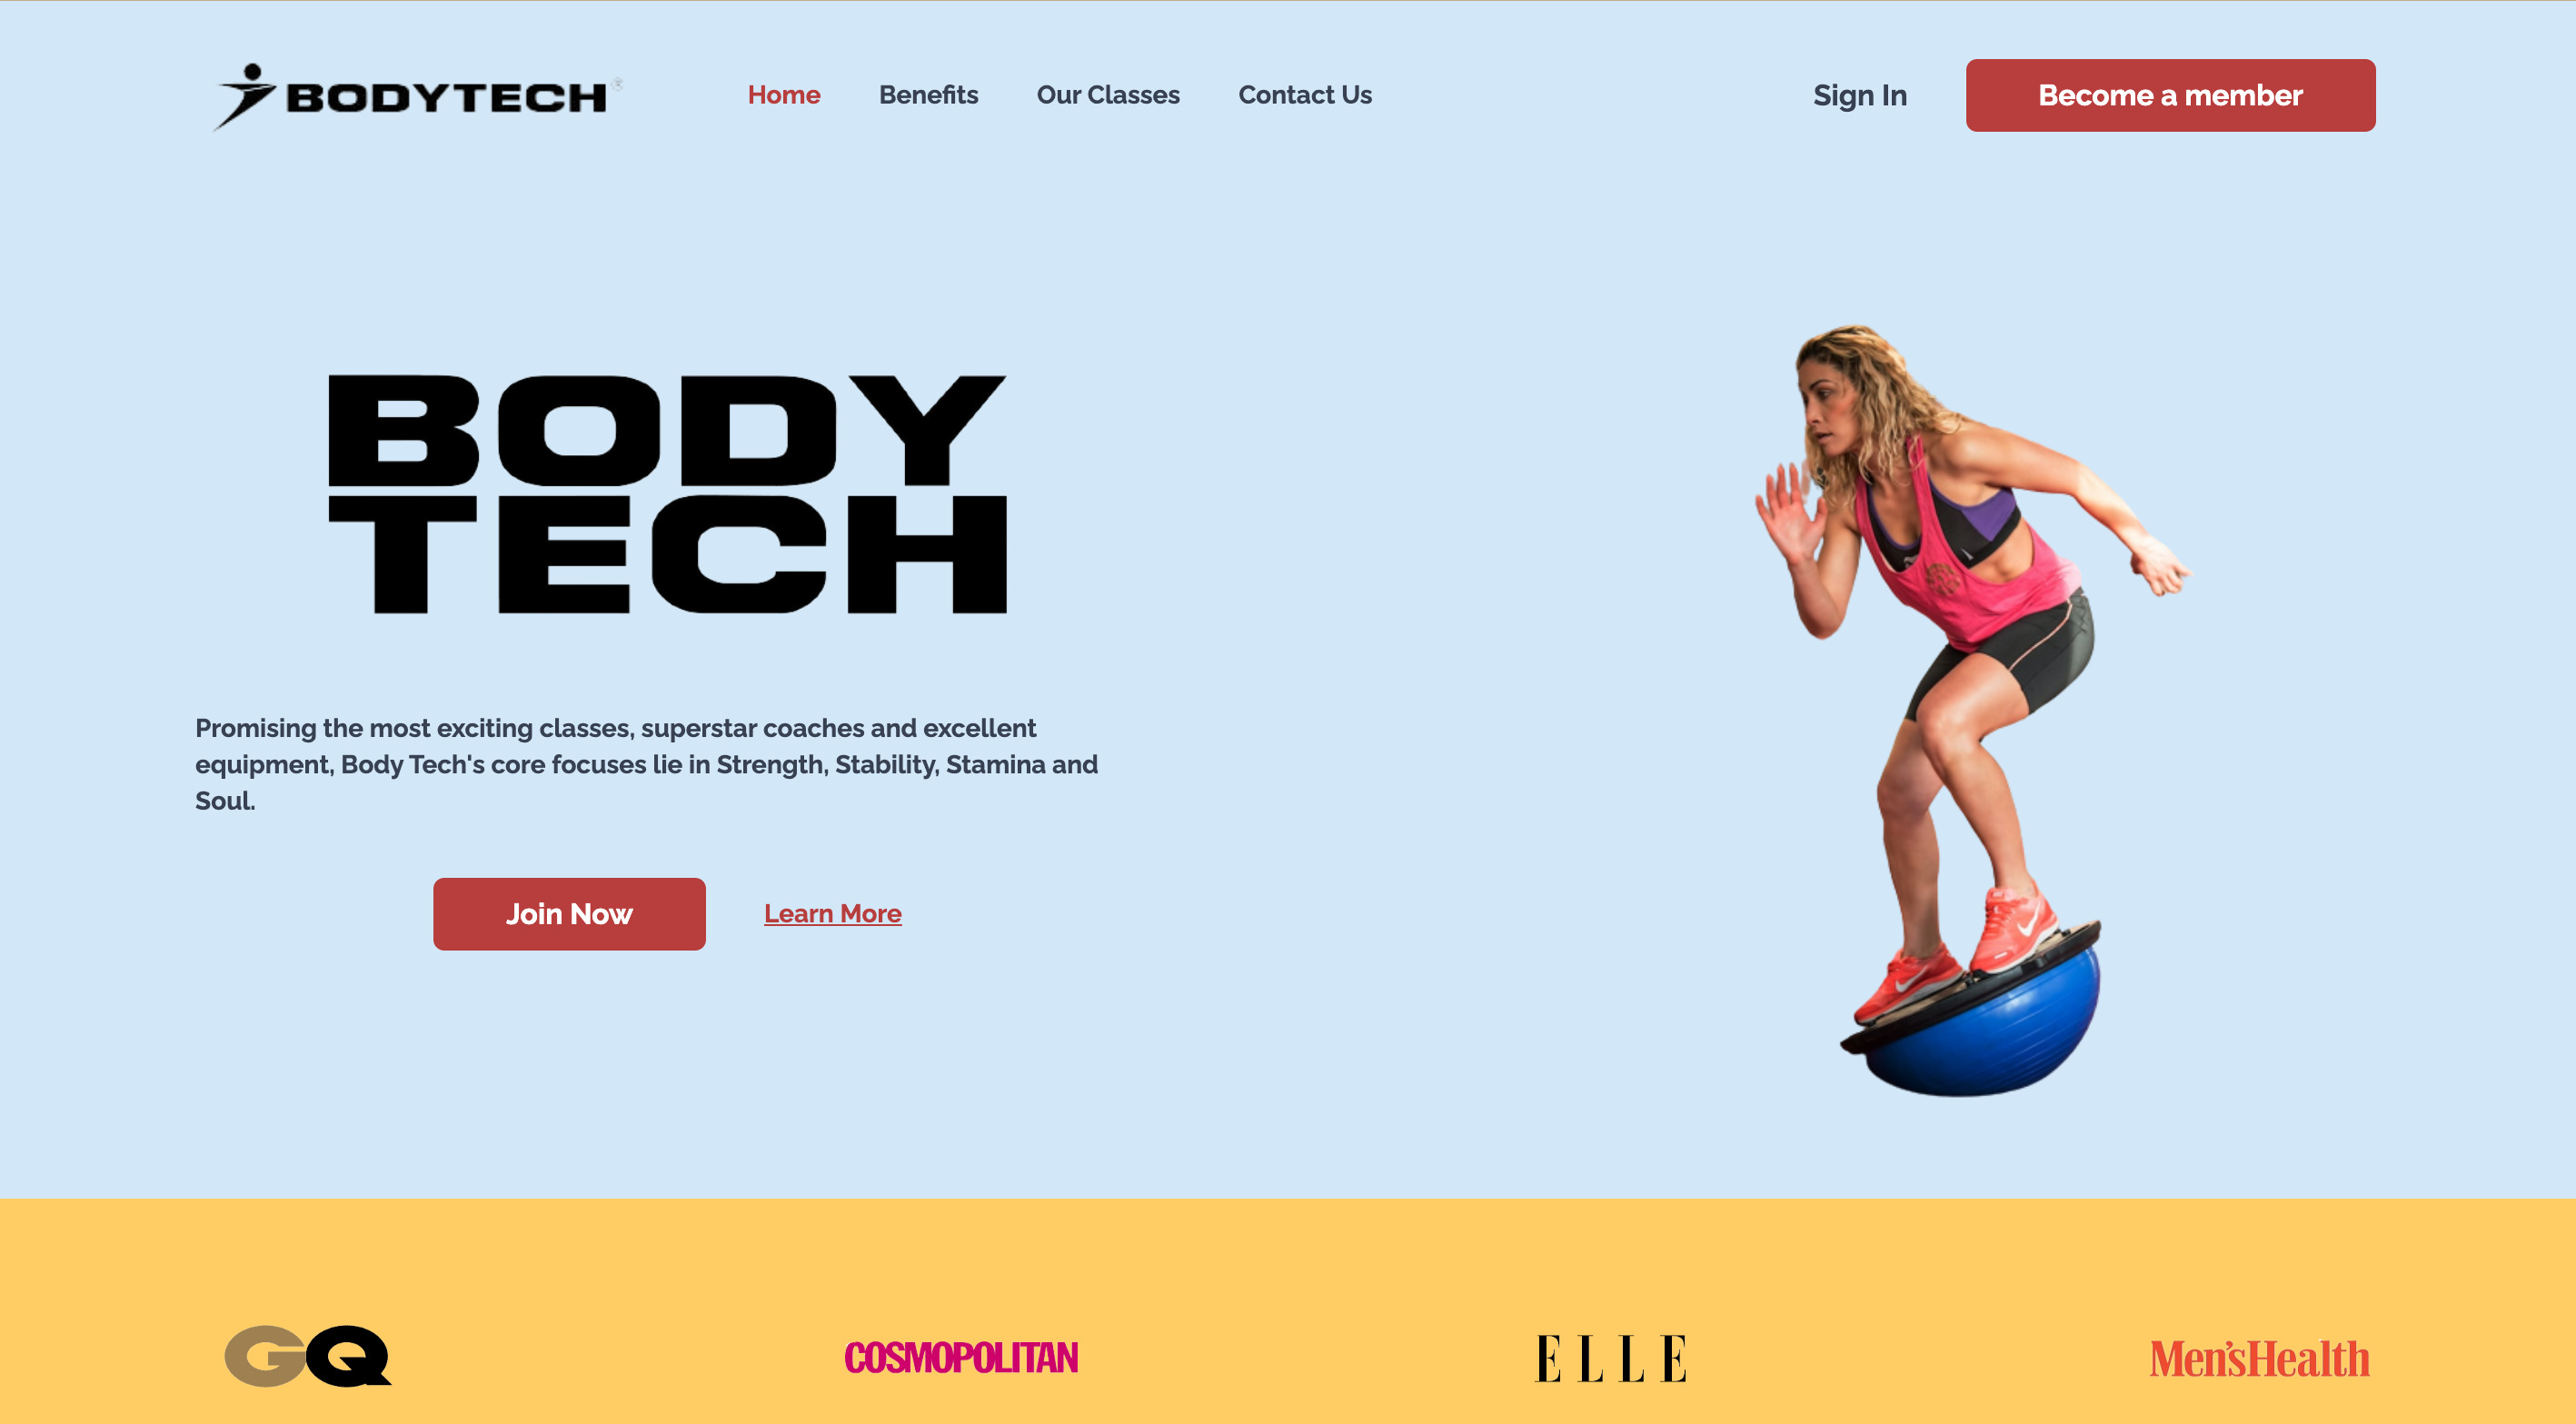 BODYTECH
Home
Benefits
Our Classes
Contact Us
Sign In
Become a member
BODY
TECH
Promising the most exciting classes, superstar coaches and excellent
equipment, Body Tech's core focuses lie in Strength, Stability, Stamina and
Soul.
Join Now
Learn More
GQ
COSMOPOLITAN
ELLE
Men'sHealth